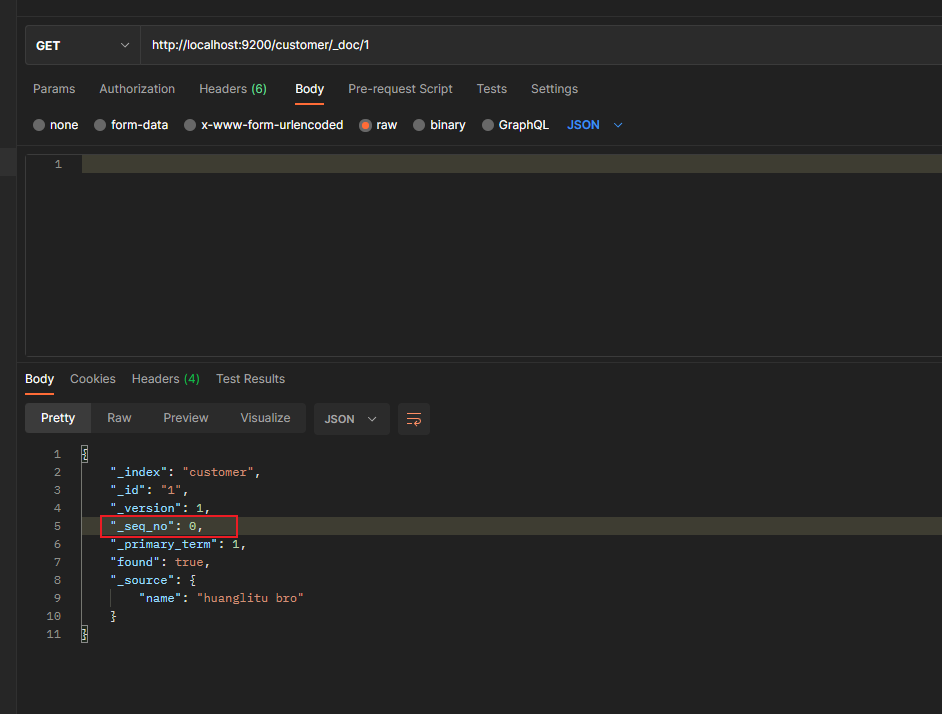 GET http://localhost:9200/customer/_doc/1
Params Authorization Headers (6) Body Pre-request Script Tests Settings
none form-data x-www-form-urlencoded raw binary GraphQL JSON
1
Body Cookies Headers (4) Test Results
Pretty Raw Preview Visualize JSON
1 {
2 "_index": "customer",
3 "_id": "1",
4 "_version": 1,
5 "_seq_no": 0,
6 "_primary_term": 1,
7 "found": true,
8 "_source": {
9 "name": "huanglitu bro"
10 }
11 }